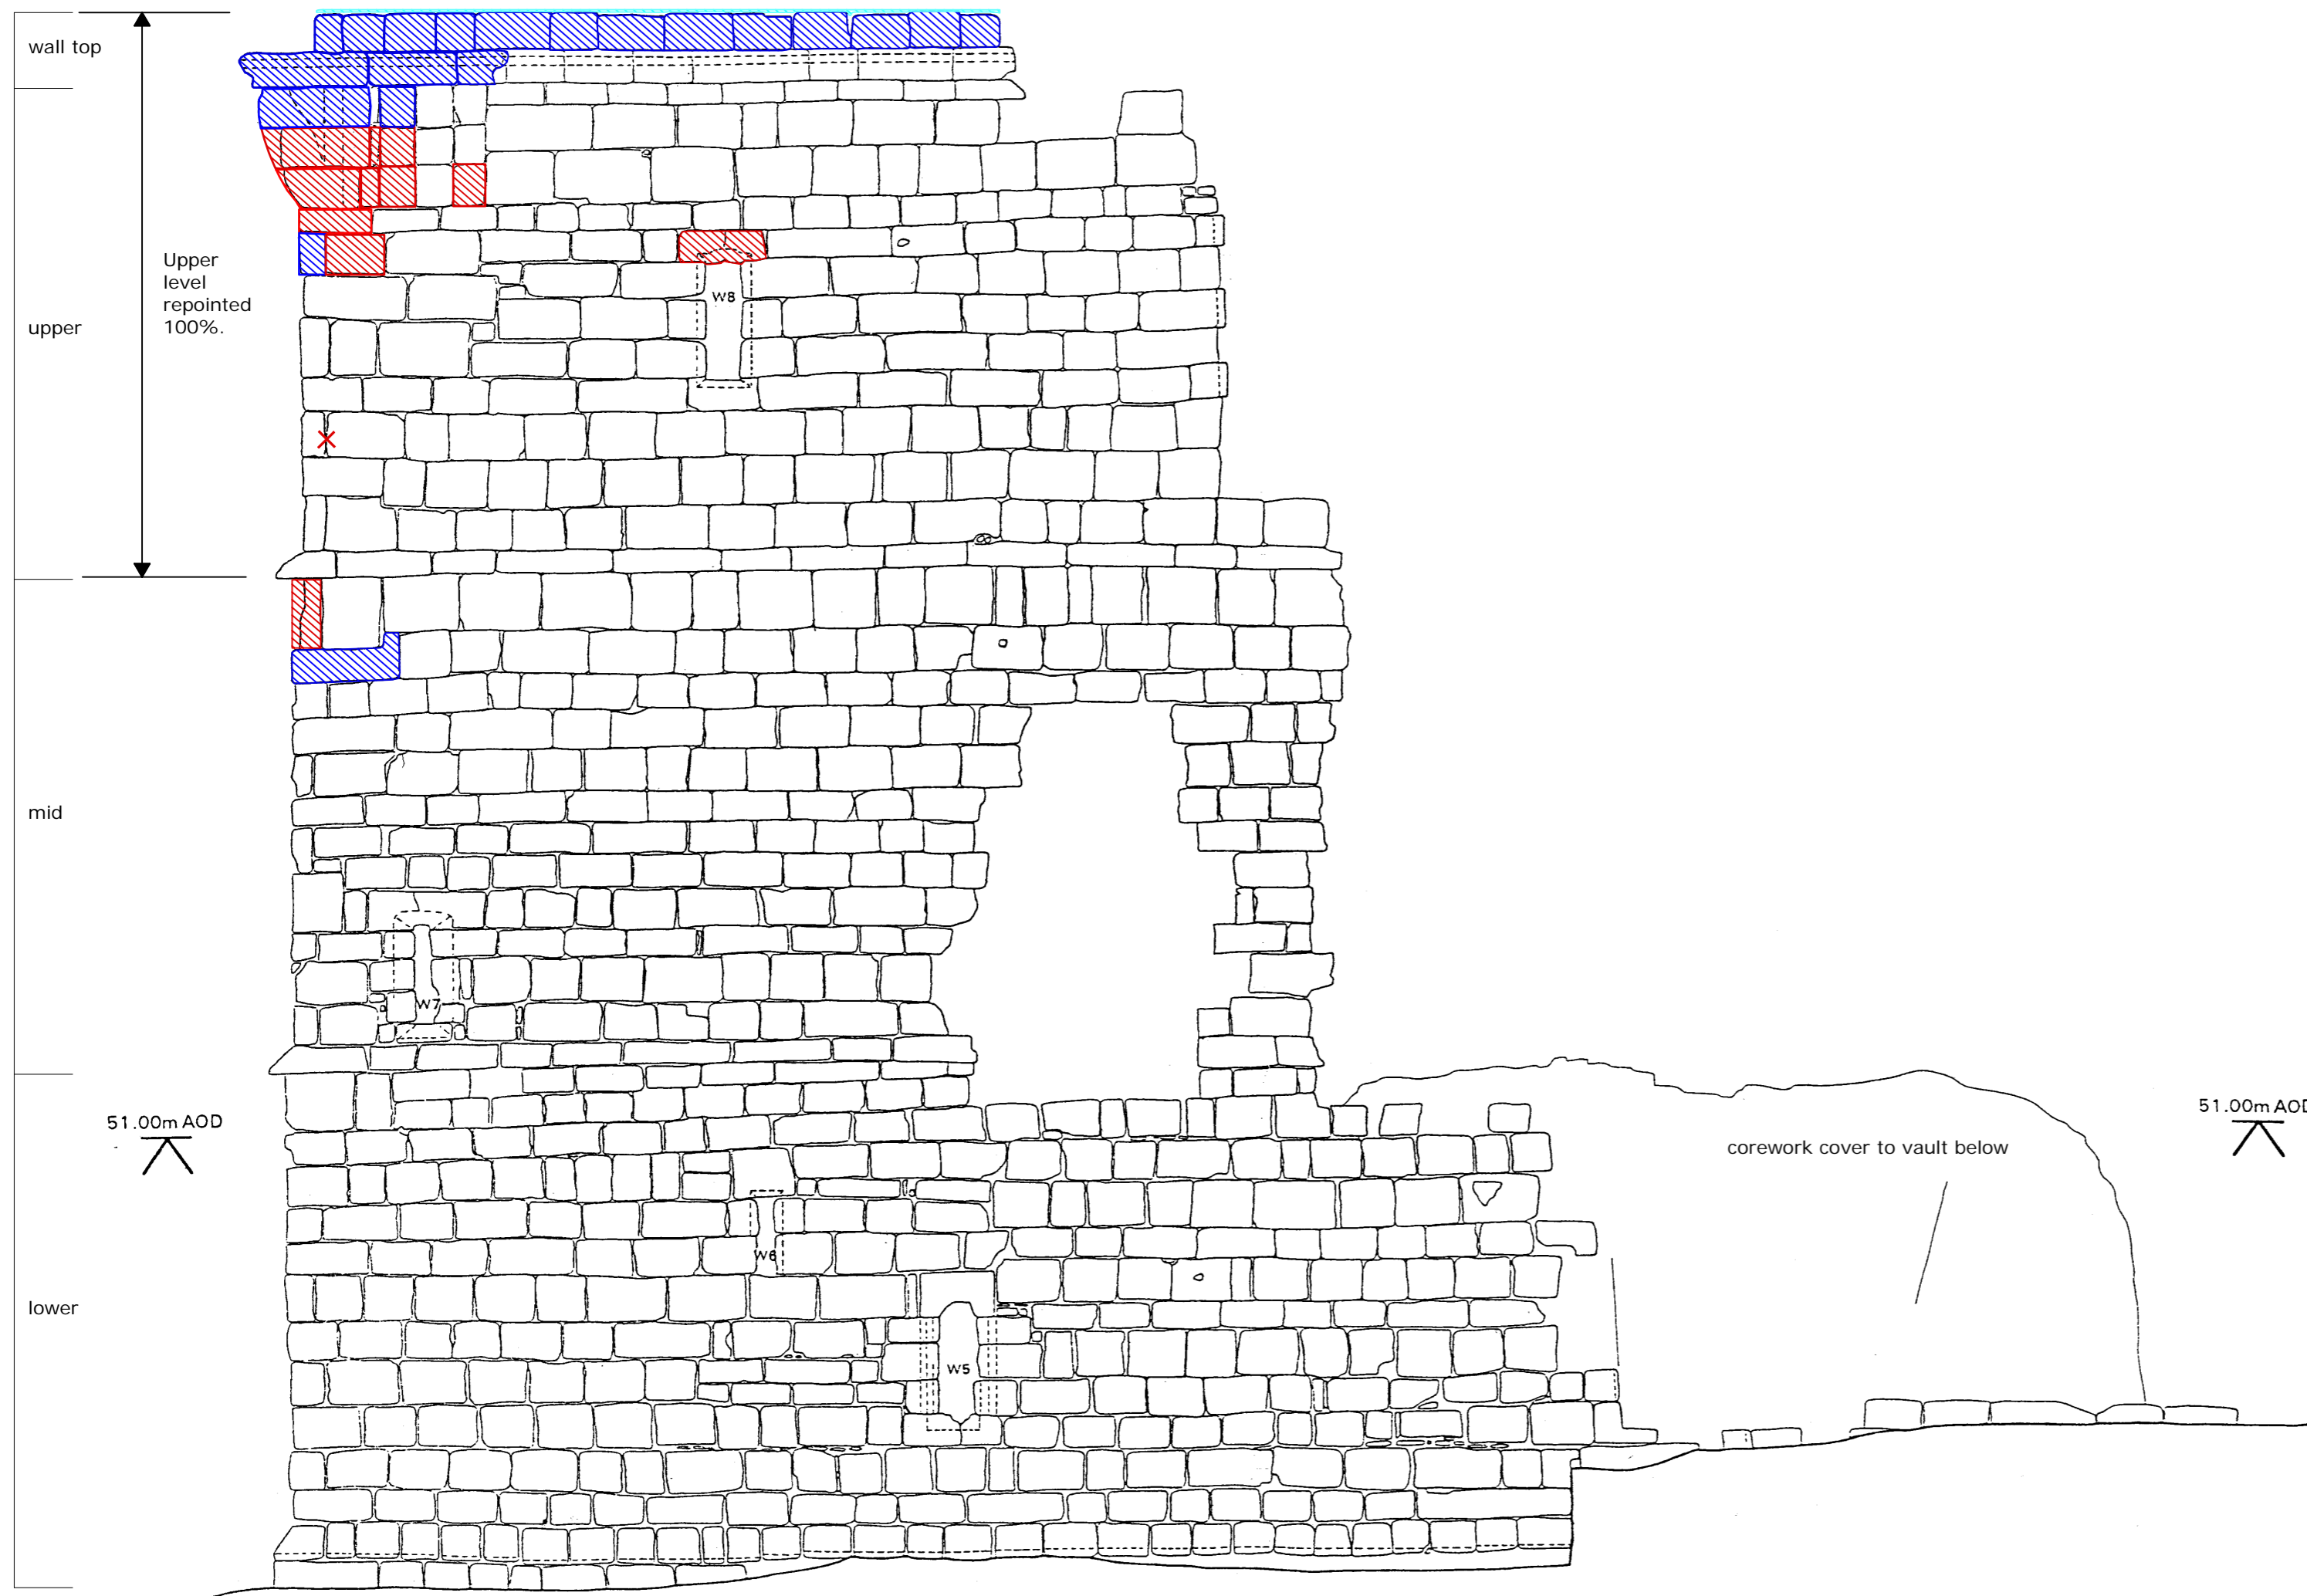 wall top
Upper
level
repointed
100%.
W8
upper
mid
W7
51.00m AOD
51.00m AOD
corework cover to vault below
W6
lower
W5